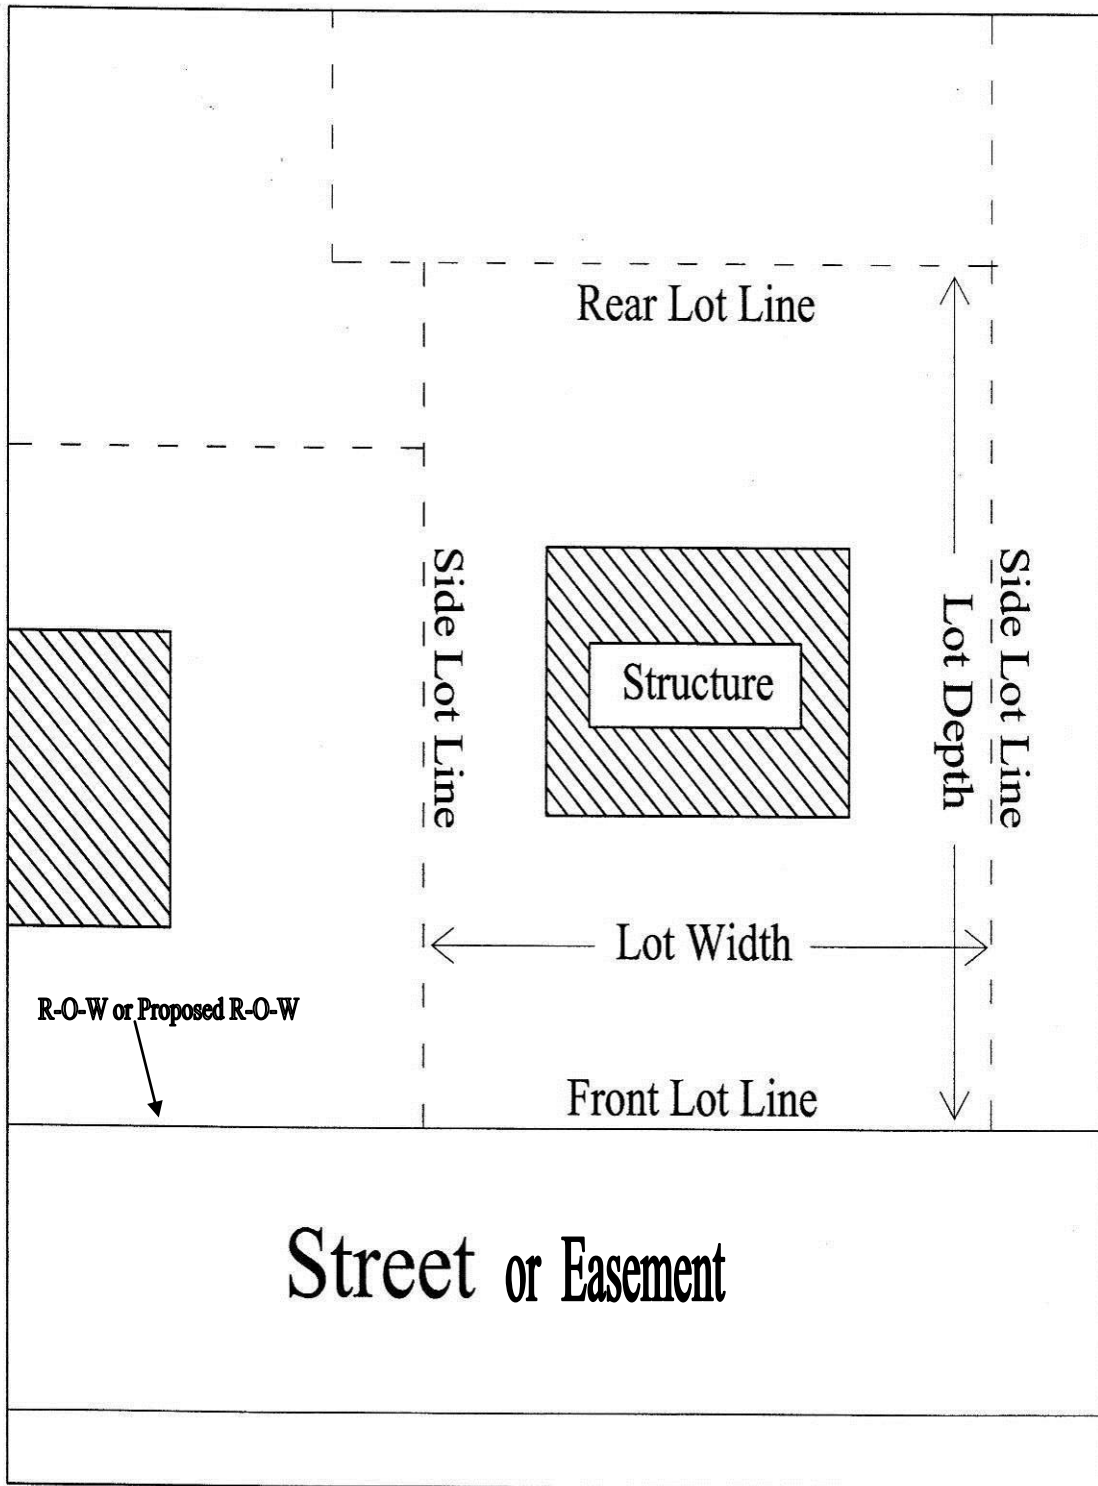 Rear Lot Line
Side Lot Line
Structure
Lot Depth
Side Lot Line
Lot Width
R-O-W or Proposed R-O-W
Front Lot Line
Street or Easement